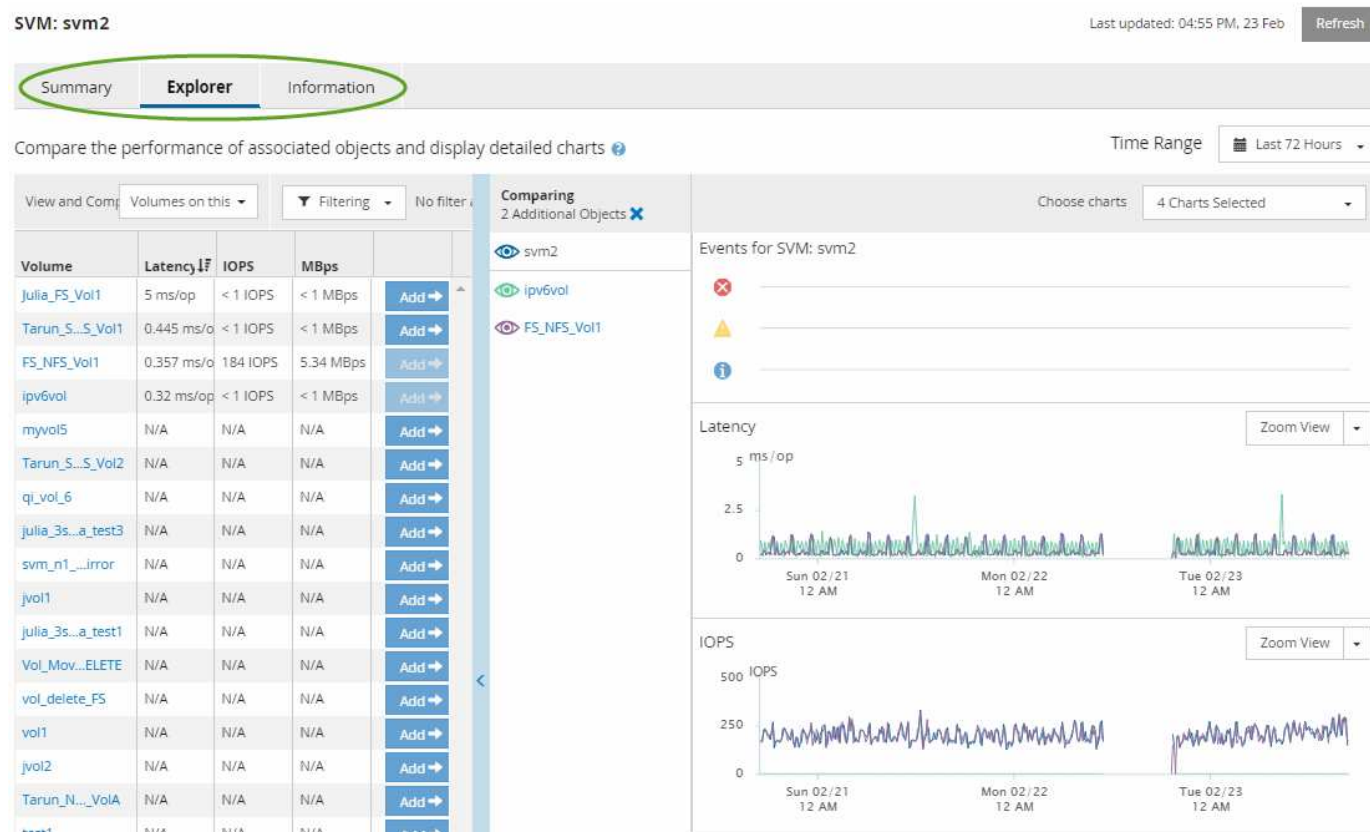 SVM: svm2
Last updated: 04:55 PM, 23 Feb
Refresh
Summary
Explorer
Information
Compare the performance of associated objects and display detailed charts
Time Range
Last 72 Hours
View and Comp
Volumes on this
Filtering
No filter
Comparing
2 Additional Objects
Choose charts
4 Charts Selected
Volume Latency IOPS MBps
Julia_FS_Vol1 5 ms/op < 1 IOPS < 1 MBps Add
Tarun_S...S_Vol1 0.445 ms/o < 1 IOPS < 1 MBps Add
FS_NFS_Vol1 0.357 ms/o 184 IOPS 5.34 MBps Add
ipv6vol 0.32 ms/op < 1 IOPS < 1 MBps Add
myvol5 N/A N/A N/A Add
Tarun_S...S_Vol2 N/A N/A N/A Add
qi_vol_6 N/A N/A N/A Add
julia_3s...a_test3 N/A N/A N/A Add
svm_n1_...irror N/A N/A N/A Add
jvol1 N/A N/A N/A Add
julia_3s...a_test1 N/A N/A N/A Add
Vol_Mov...ELETE N/A N/A N/A Add
vol_delete_FS N/A N/A N/A Add
vol1 N/A N/A N/A Add
jvol2 N/A N/A N/A Add
Tarun_N..._VolA N/A N/A N/A Add
svm2
ipv6vol
FS_NFS_Vol1
Events for SVM: svm2
Latency
Zoom View
5 ms/op
2.5
0
Sun 02/21 Mon 02/22 Tue 02/23
12 AM 12 AM 12 AM
IOPS
Zoom View
500 IOPS
250
0
Sun 02/21 Mon 02/22 Tue 02/23
12 AM 12 AM 12 AM